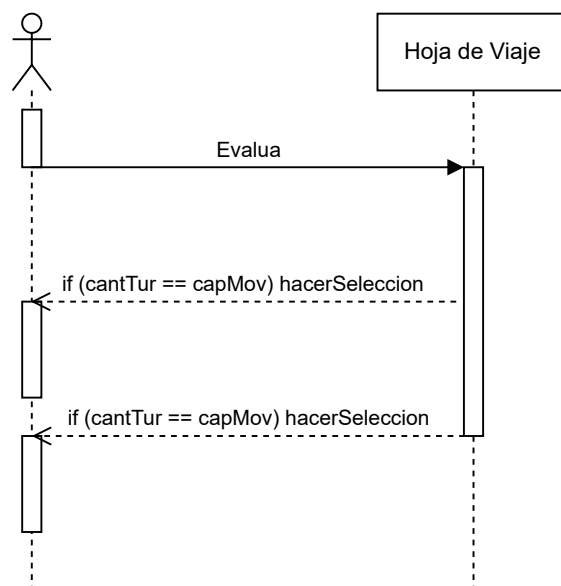 Hoja de Viaje
Evalua
if (cantTur == capMov) hacerSeleccion
if (cantTur == capMov) hacerSeleccion